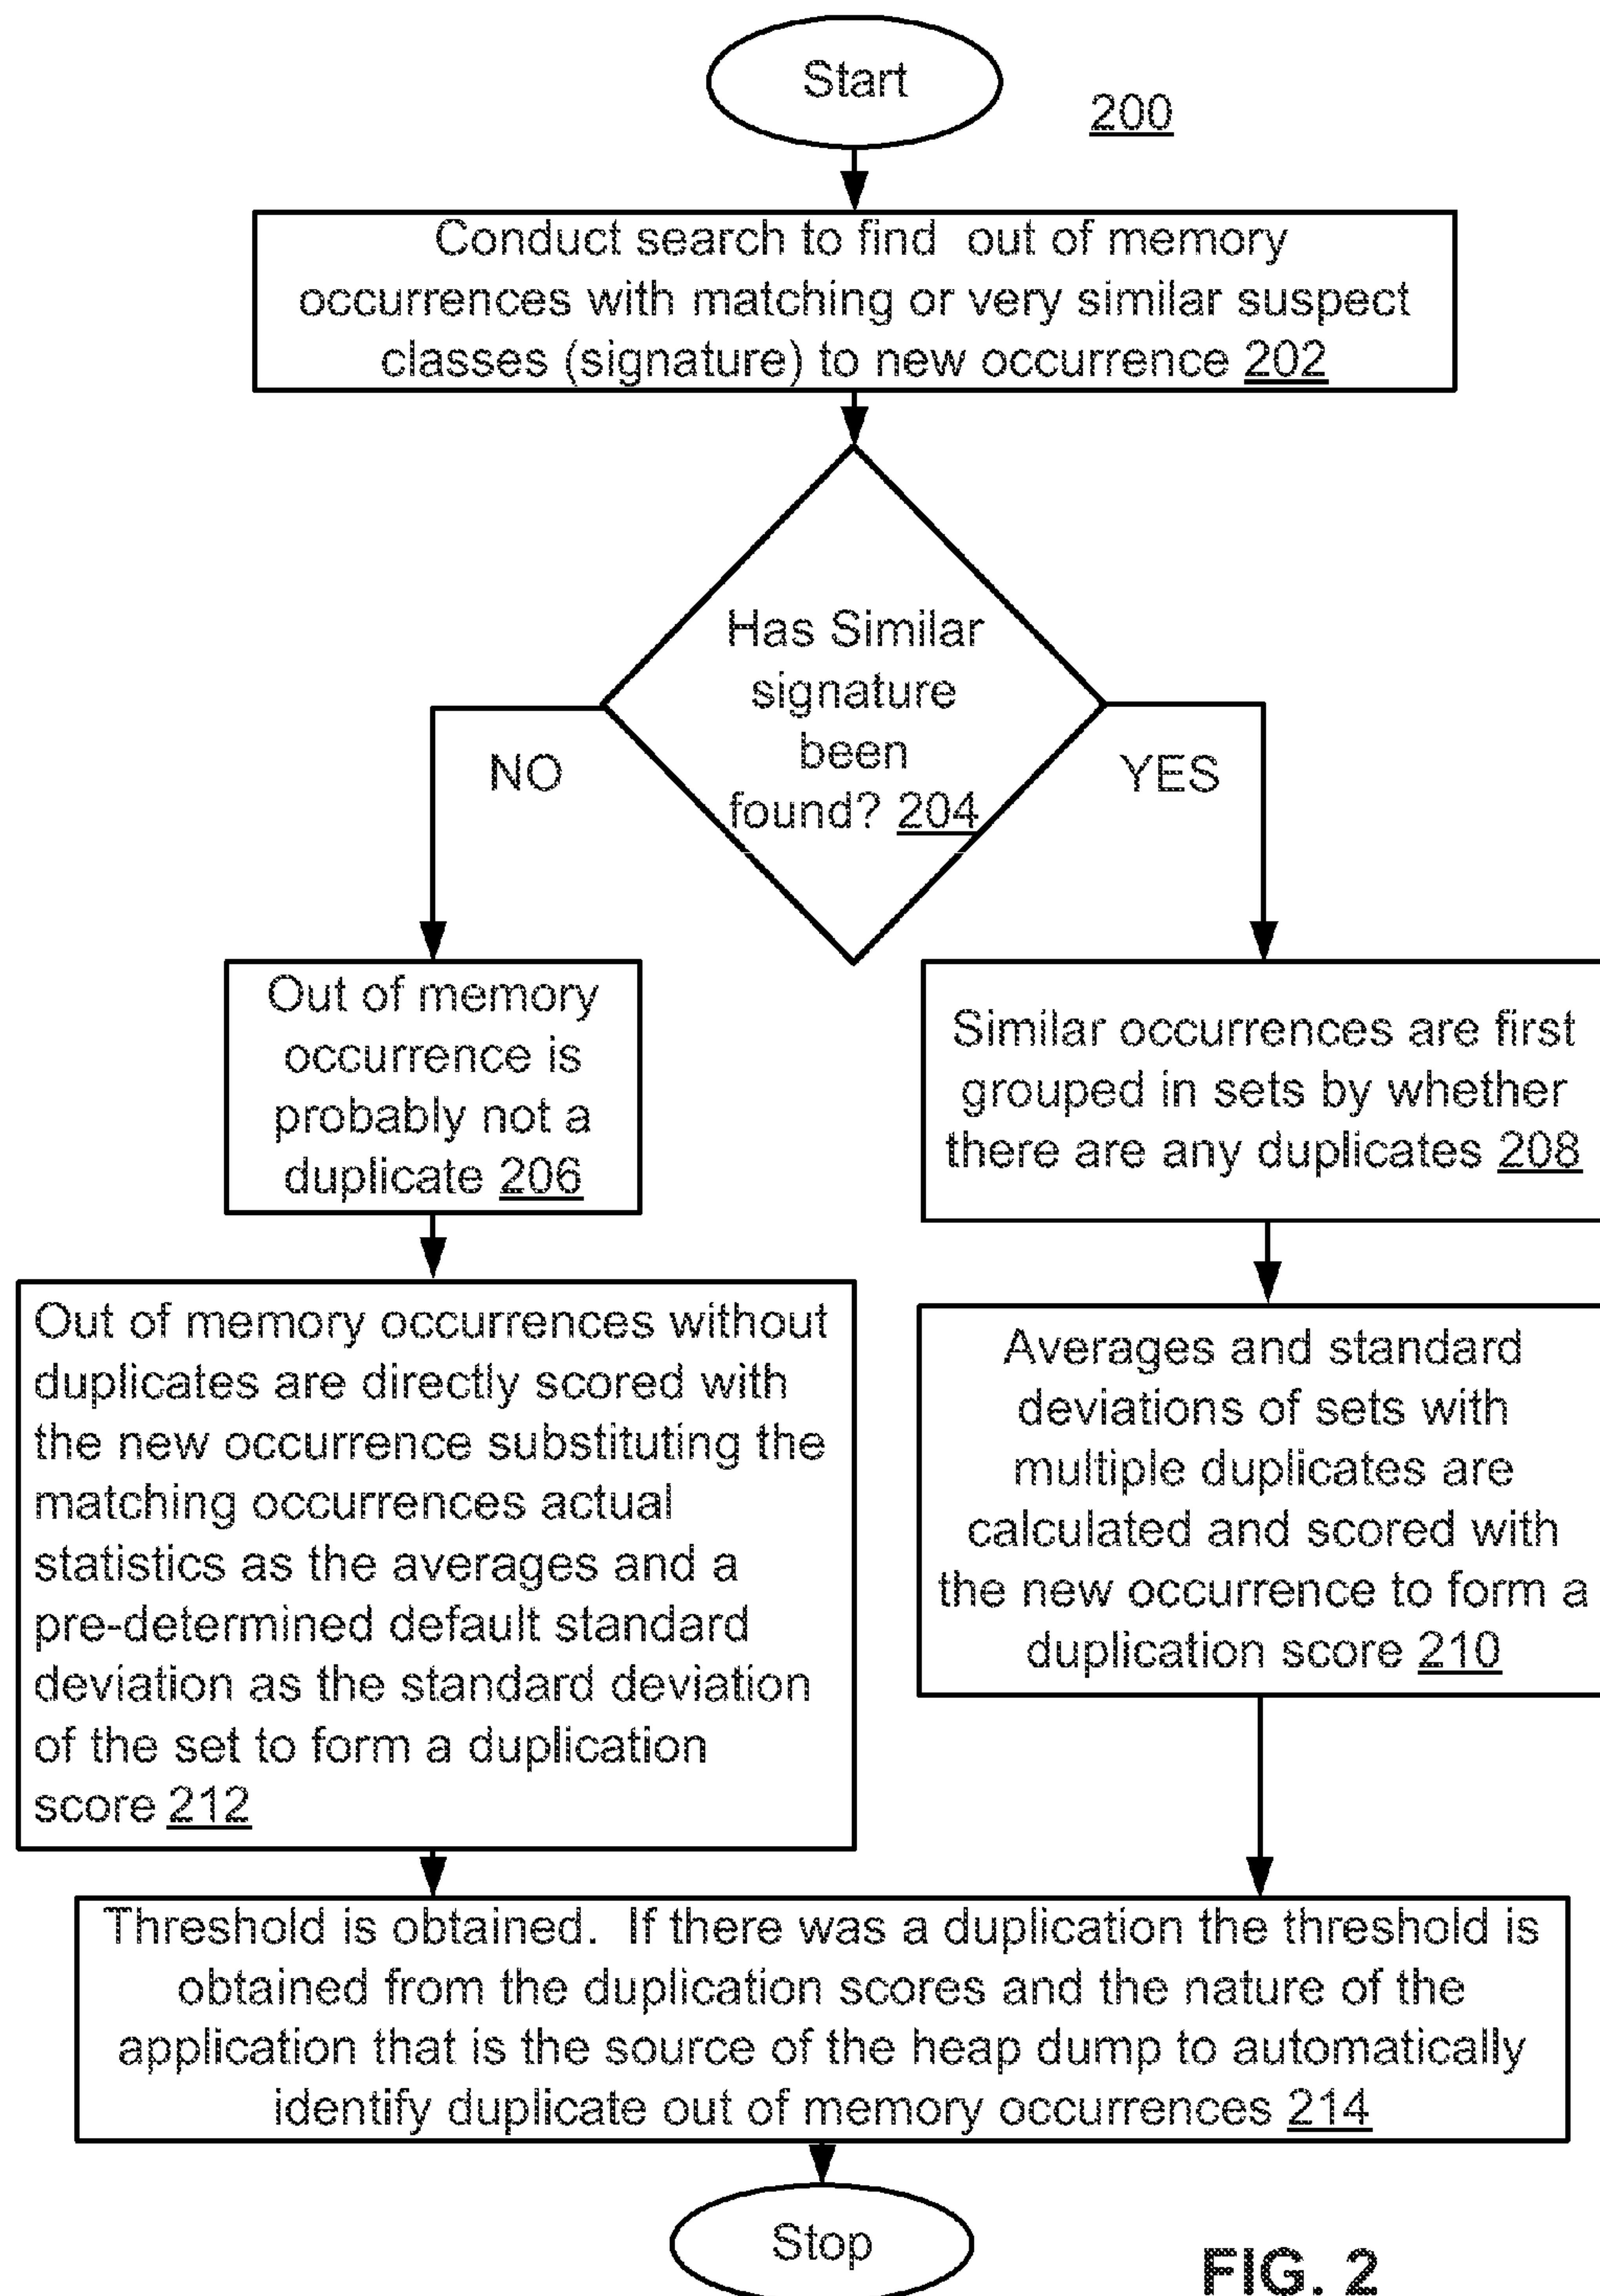 Start
200
Conduct search to find out of memory
occurrences with matching or very similar suspect
classes (signature) to new occurrence 202
Has Similar
signature
been
found? 204
NO
YES
Out of memory
occurrence is
probably not a
duplicate 206
Similar occurrences are first
grouped in sets by whether
there are any duplicates 208
Out of memory occurrences without
duplicates are directly scored with
the new occurrence substituting the
matching occurrences actual
statistics as the averages and a
pre-determined default standard
deviation as the standard deviation
of the set to form a duplication
score 212
Averages and standard
deviations of sets with
multiple duplicates are
calculated and scored with
the new occurrence to form a
duplication score 210
Threshold is obtained. If there was a duplication the threshold is
obtained from the duplication scores and the nature of the
application that is the source of the heap dump to automatically
identify duplicate out of memory occurrences 214
Stop
FIG. 2